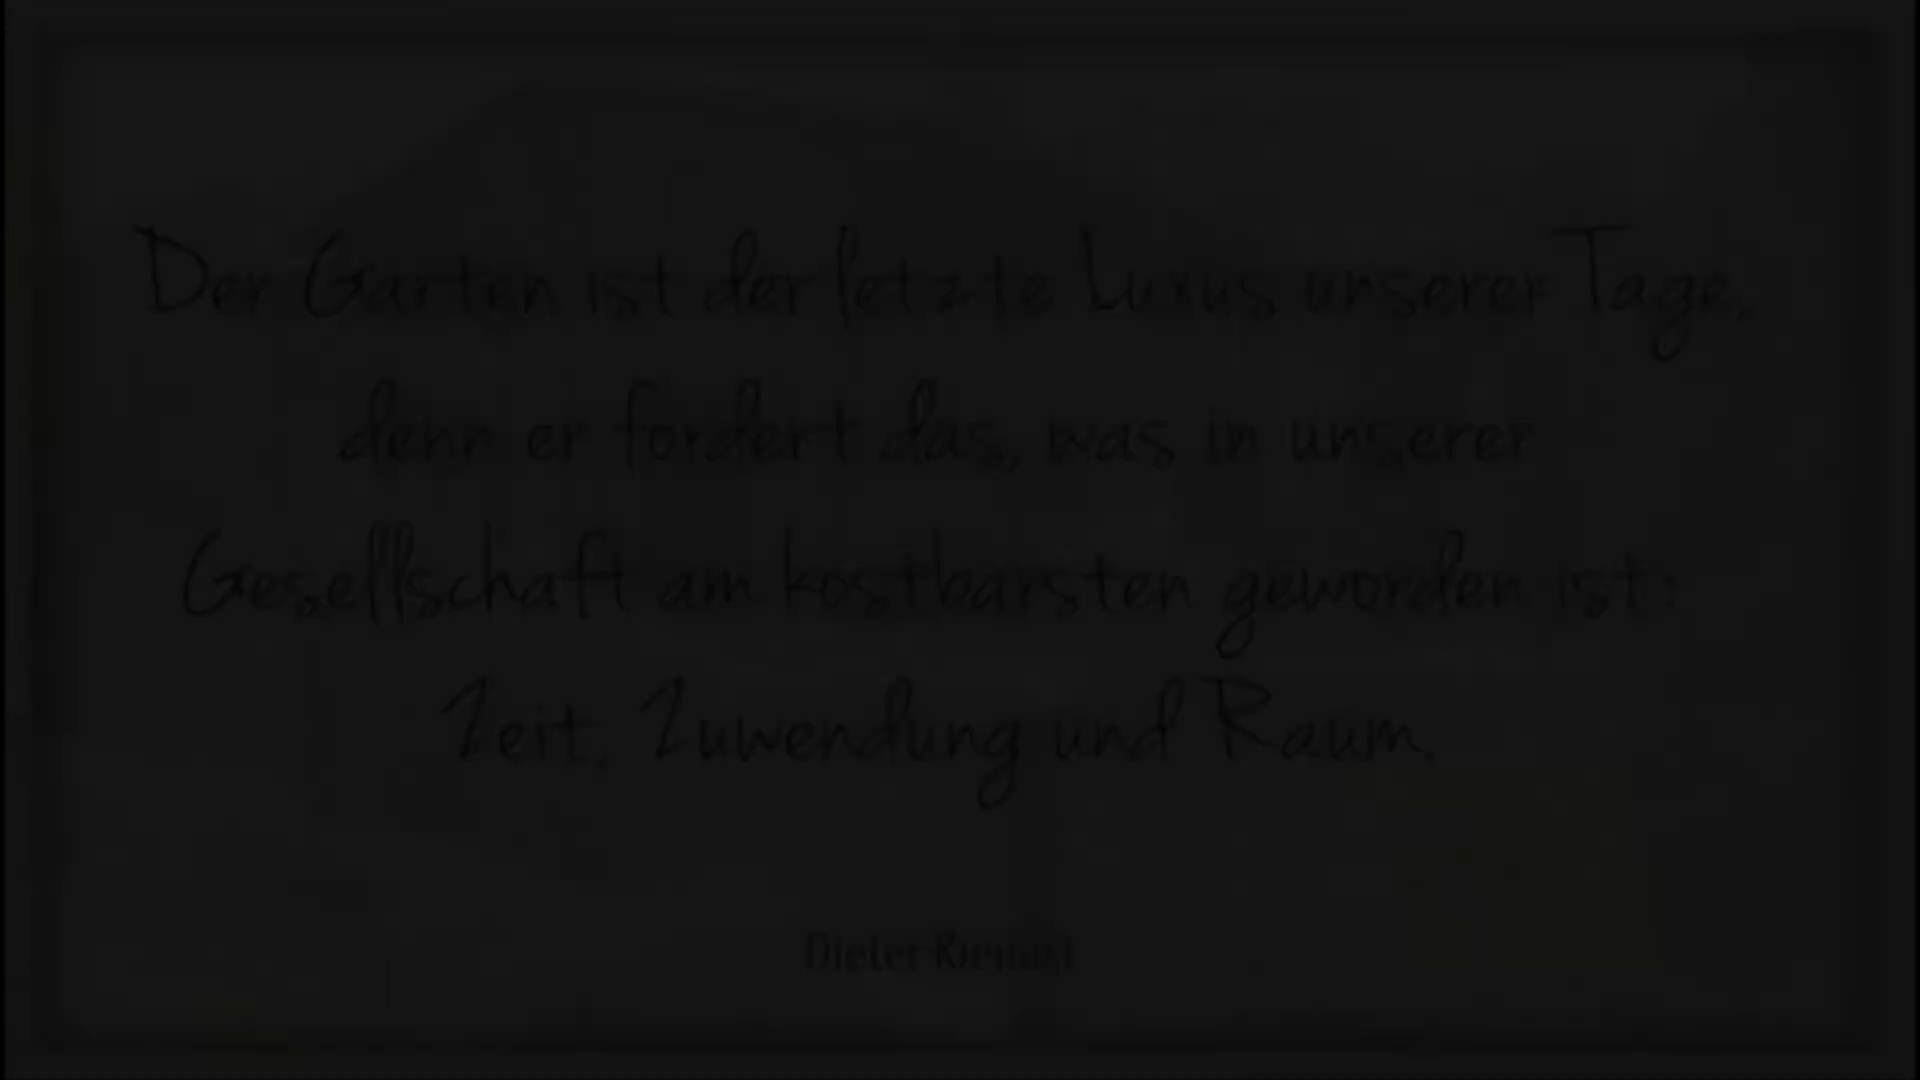 Der Garten ist der letzte Luxus unserer Tage,
denn er fordert das, was in unserer
Gesellschaft am kostbarsten geworden ist:
Zeit, Zuwendung und Raum.
Dieter